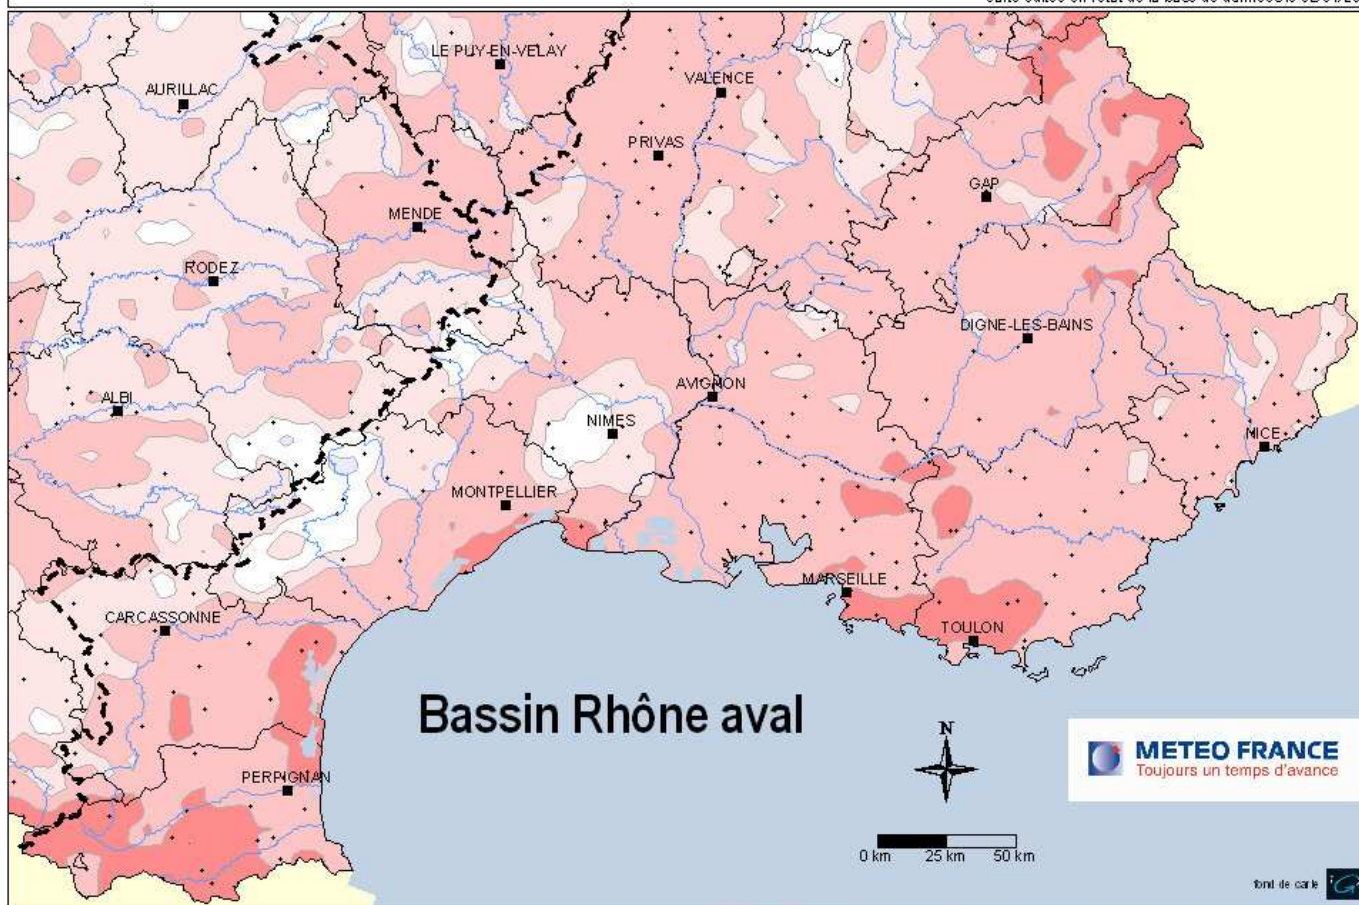 LE PUY-EN-VELAY
AURILLAC
VALENCE
PRIVAS
GAP
MENDE
RODEZ
DIGNE-LES-BAINS
ALBI
AVIGNON
NIMES
NICE
MONTPELLIER
MARSEILLE
CARCASSONNE
TOULON
Bassin Rhône aval
N
METEO FRANCE
Toujours un temps d'avance
PERPIGNAN
0 km 25 km 50 km
fond de carte